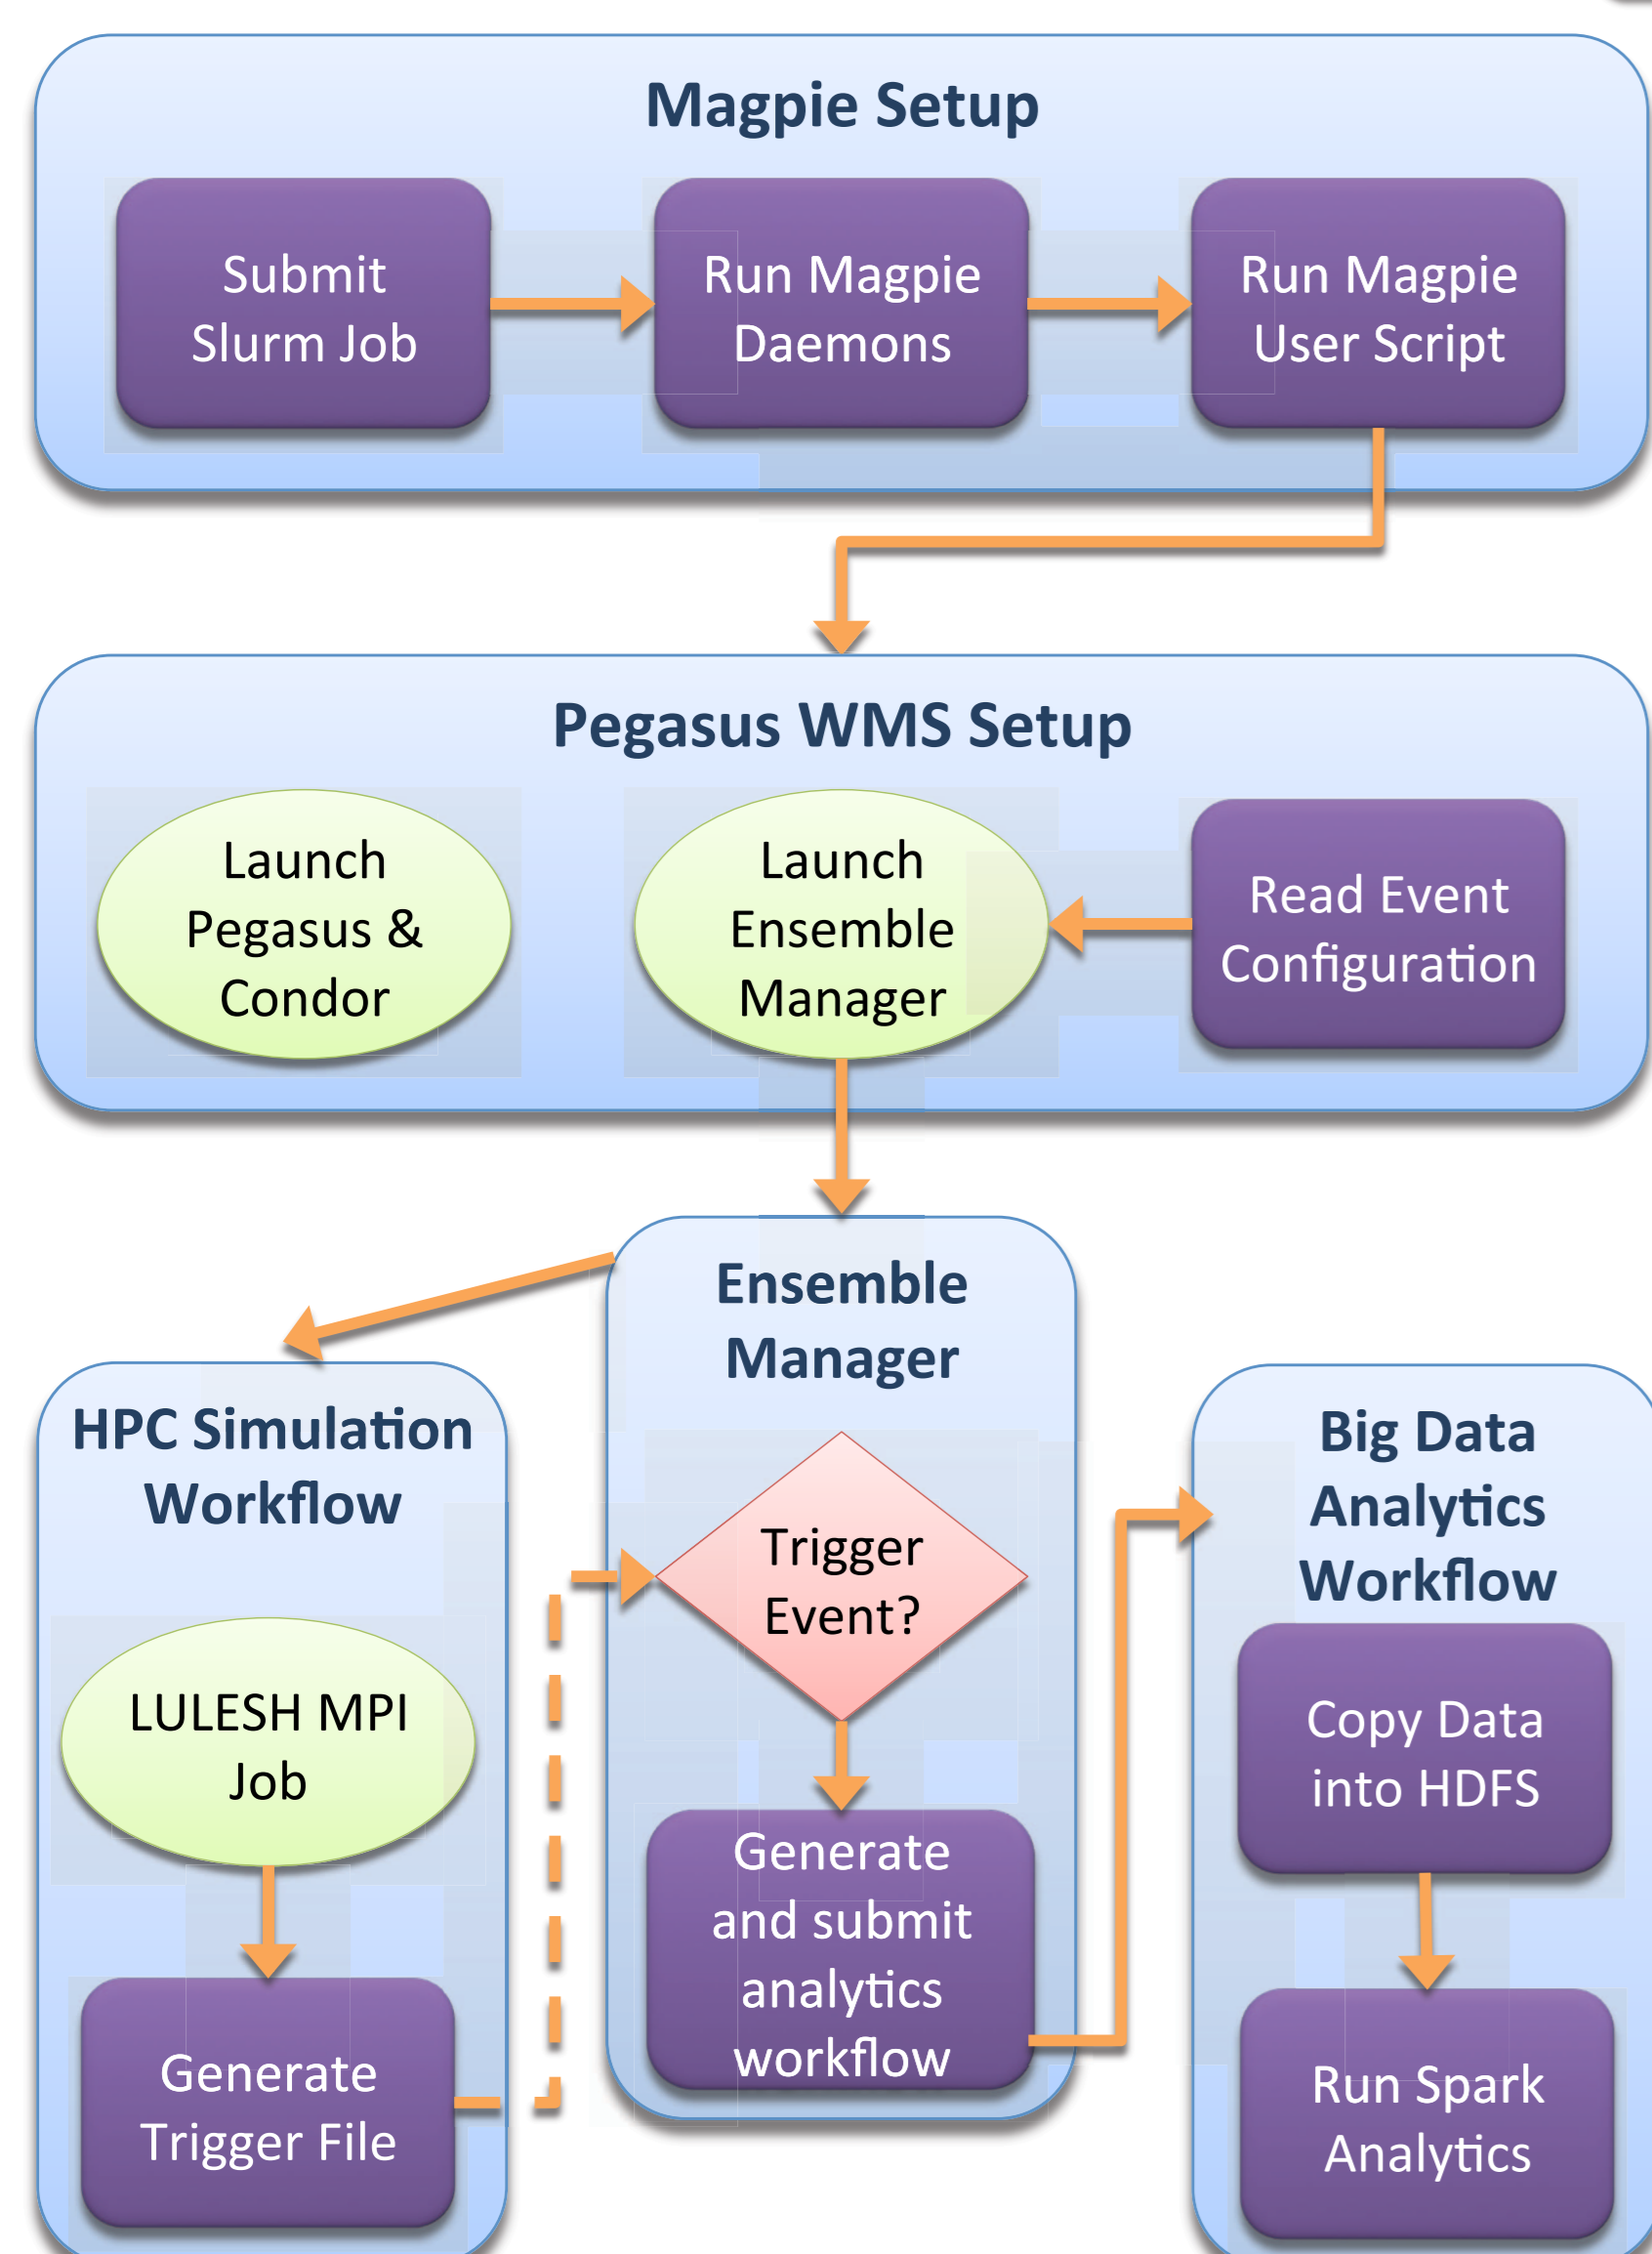 Magpie Setup
Submit
Slurm Job
Run Magpie
Daemons
Run Magpie
User Script
Pegasus WMS Setup
Launch
Pegasus &
Condor
Launch
Ensemble
Manager
Read Event
Configuration
Ensemble
Manager
HPC Simulation
Workflow
Big Data
Analytics
Workflow
Trigger
Event?
LULESH MPI
Job
Copy Data
into HDFS
Generate
and submit
analytics
workflow
Generate
Trigger File
Run Spark
Analytics